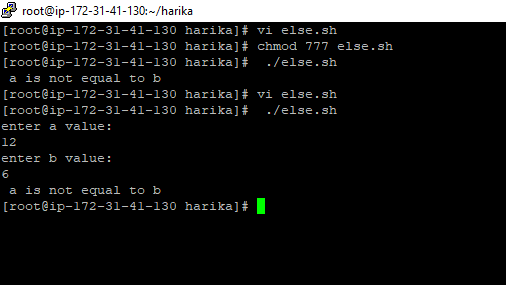 root@ip-172-31-41-130:~/harika
[root@ip-172-31-41-130 harika]# vi else.sh
[root@ip-172-31-41-130 harika]# chmod 777 else.sh
[root@ip-172-31-41-130 harika]#  ./else.sh
 a is not equal to b
[root@ip-172-31-41-130 harika]# vi else.sh
[root@ip-172-31-41-130 harika]#  ./else.sh
enter a value:
12
enter b value:
6
 a is not equal to b
[root@ip-172-31-41-130 harika]#